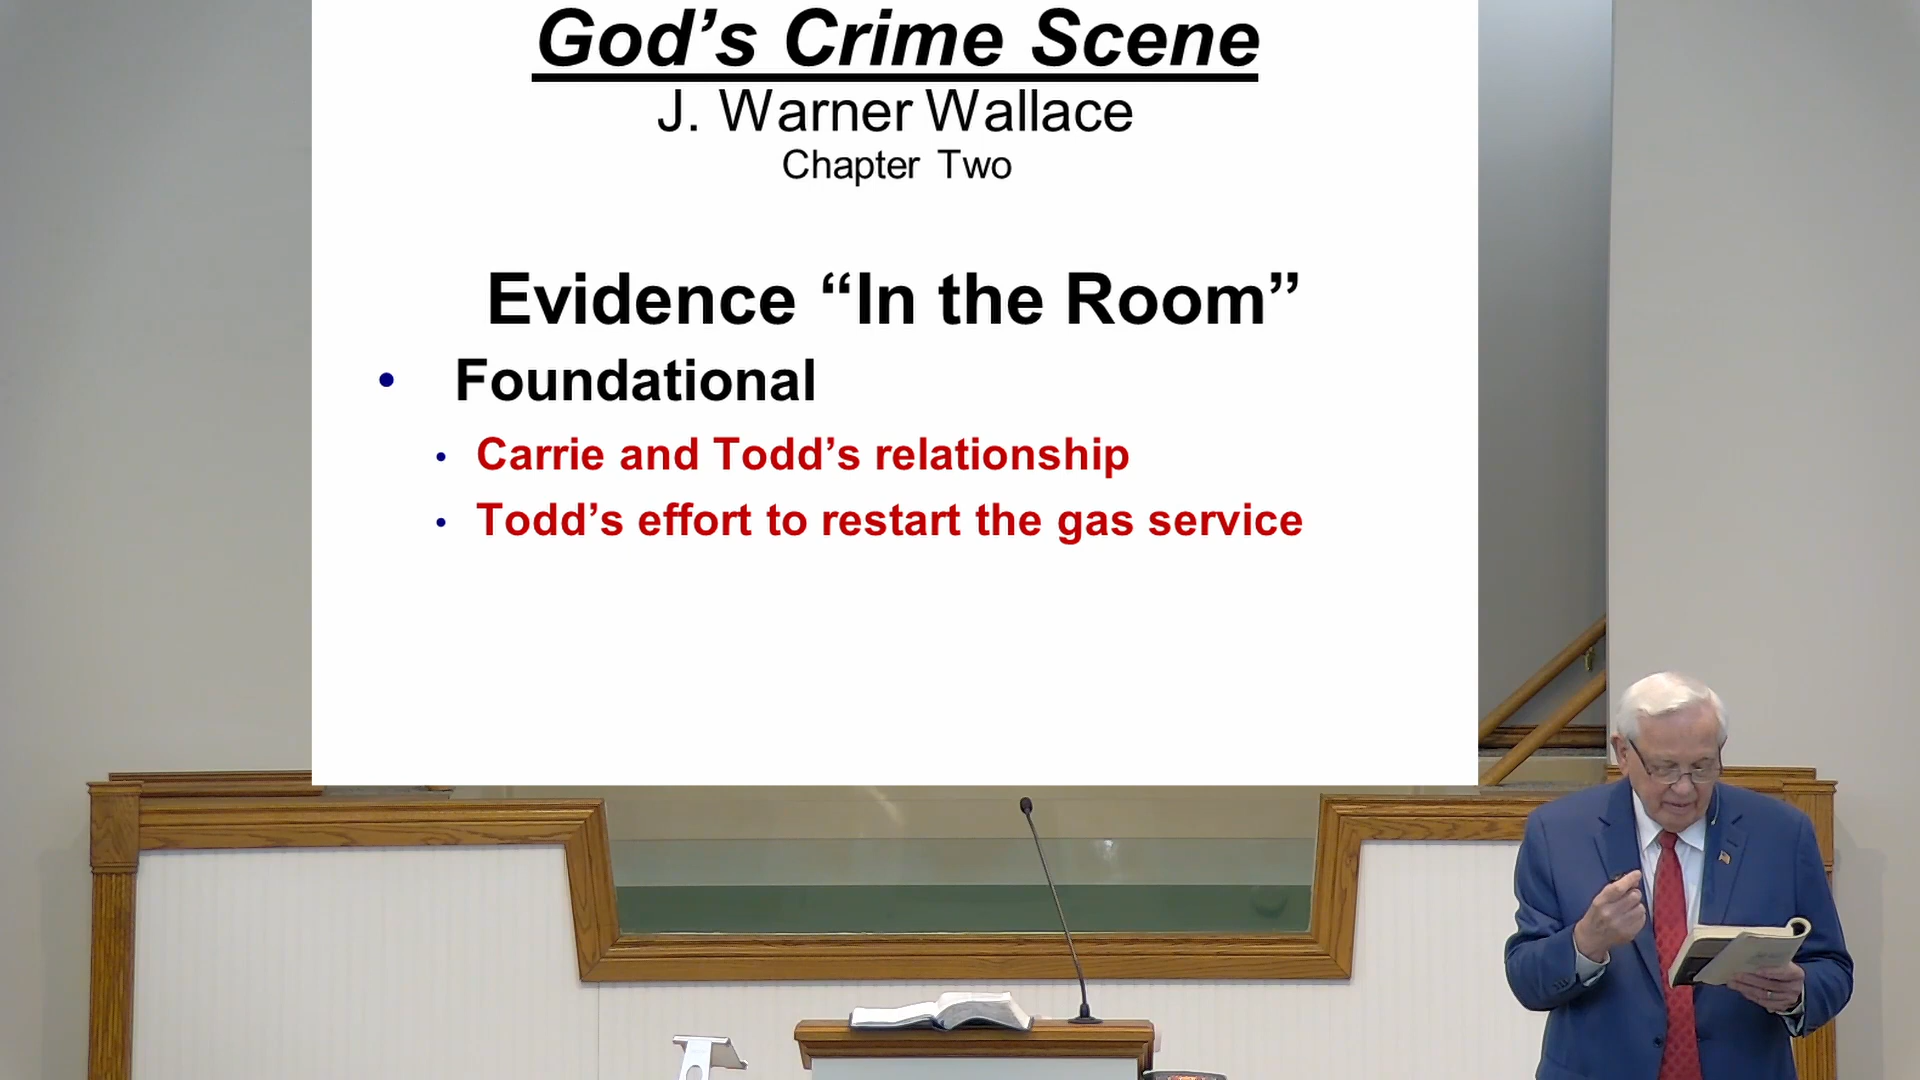 God’s Crime Scene
J. Warner Wallace
Chapter Two
Evidence “In the Room”
• Foundational
• Carrie and Todd’s relationship
• Todd’s effort to restart the gas service